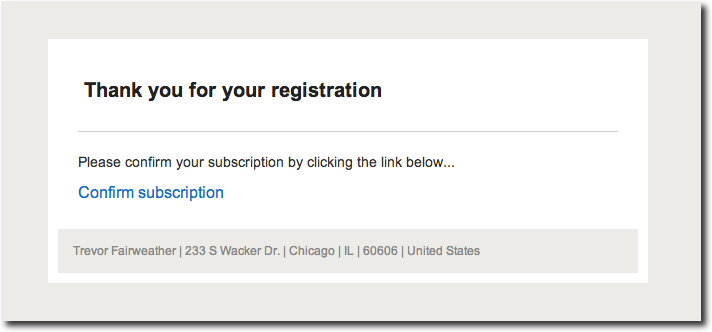 Thank you for your registration
Please confirm your subscription by clicking the link below...
Confirm subscription
Trevor Fairweather | 233 S Wacker Dr. | Chicago | IL | 60606 | United States